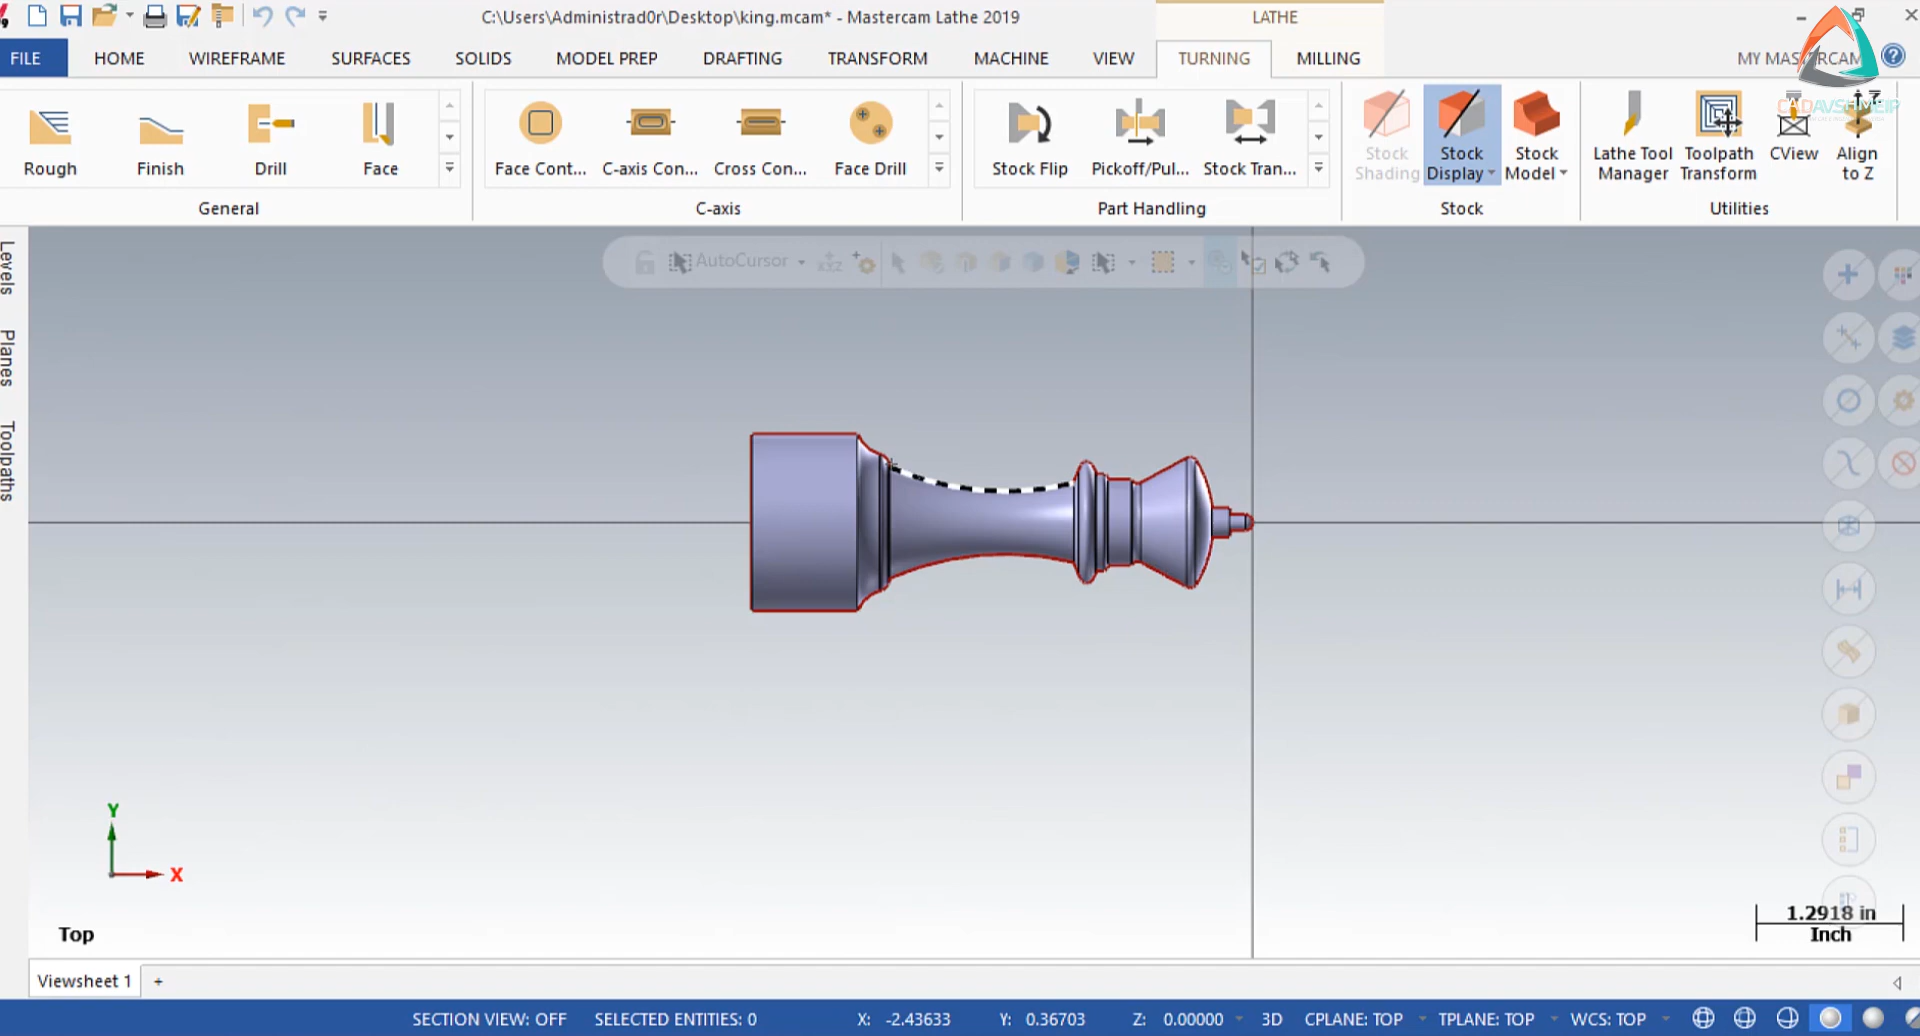 C:\Users\Administrad0r\Desktop\king.mcam* - Mastercam Lathe 2019
LATHE
FILE
HOME
WIREFRAME
SURFACES
SOLIDS
MODEL PREP
DRAFTING
TRANSFORM
MACHINE
VIEW
TURNING
MILLING
MY MASTERCAM
Rough
Finish
Drill
Face
General
Face Cont...
C-axis Con...
Cross Con...
Face Drill
C-axis
Stock Flip
Pickoff/Pul...
Stock Tran...
Part Handling
Stock
Shading
Stock
Display
Stock
Model
Stock
Lathe Tool
Manager
Toolpath
Transform
CView
Align
to Z
Utilities
AutoCursor
Levels
Planes
Toolpaths
Y
X
Top
1.2918 in
Inch
Viewsheet 1
+
SECTION VIEW: OFF
SELECTED ENTITIES: 0
X: -2.43633
Y: 0.36703
Z: 0.00000
3D
CPLANE: TOP
TPLANE: TOP
WCS: TOP